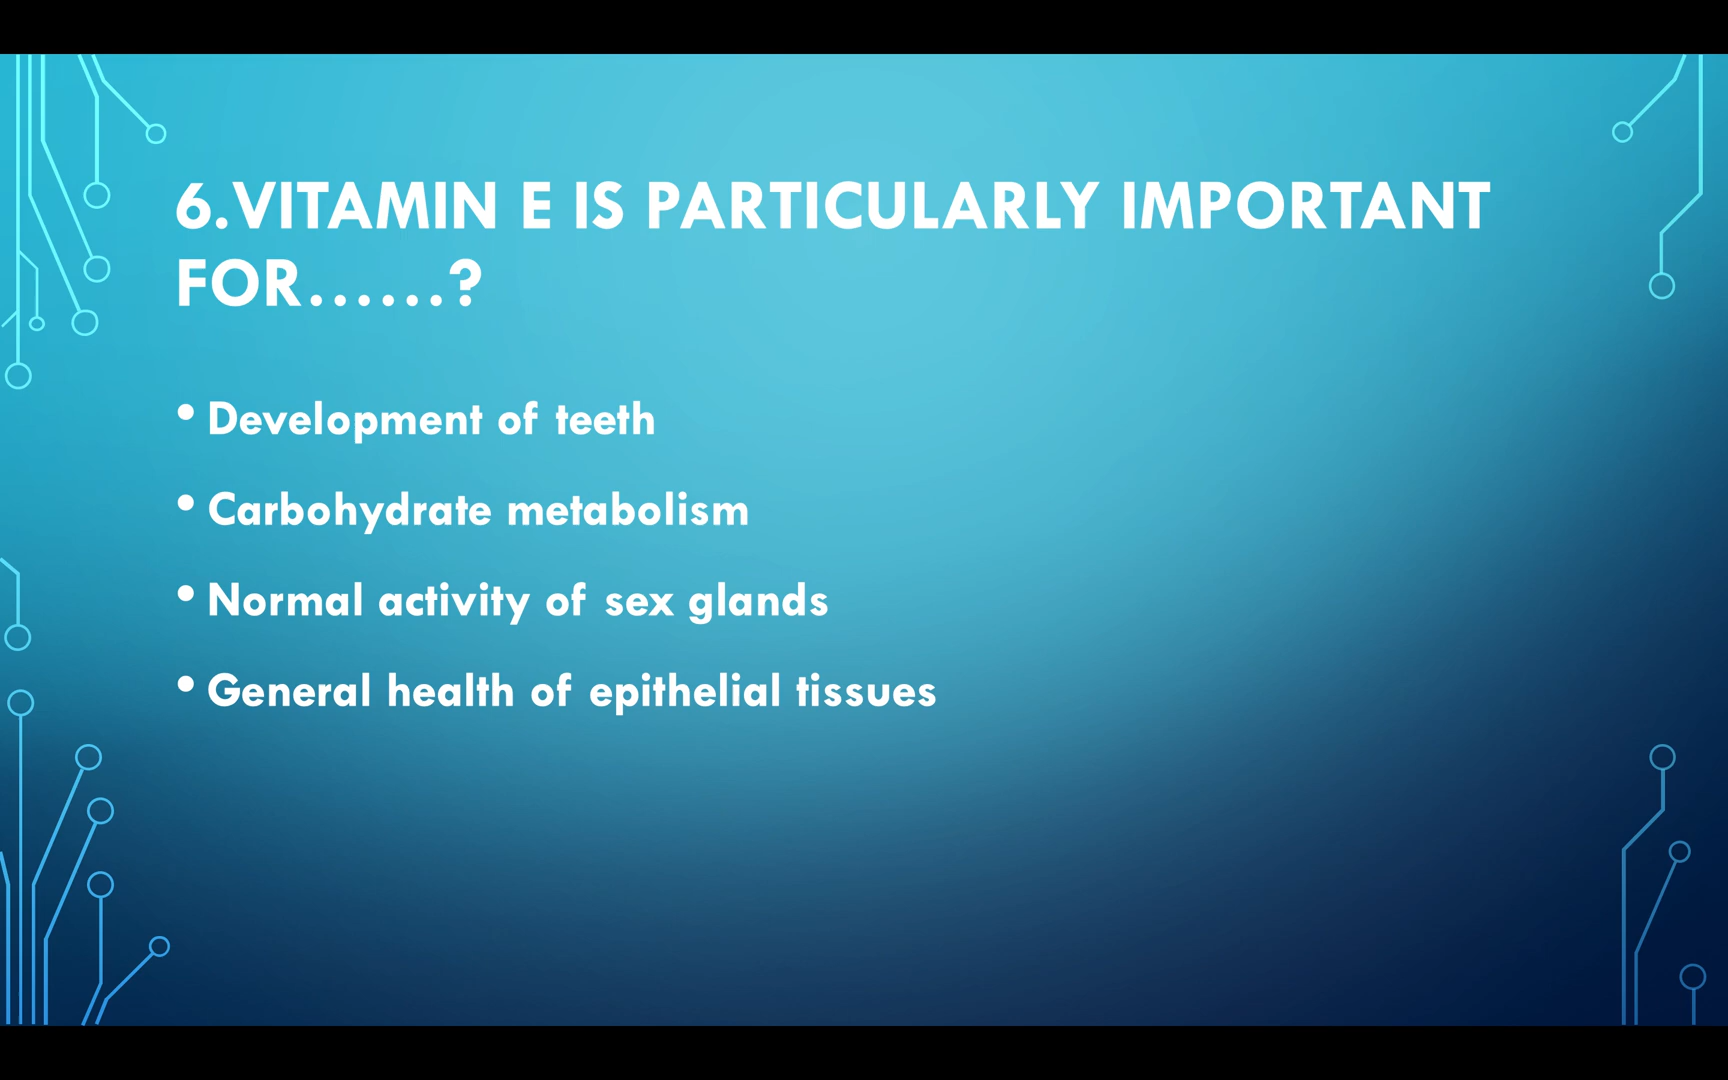 6.VITAMIN E IS PARTICULARLY IMPORTANT
FOR......?
• Development of teeth
• Carbohydrate metabolism
• Normal activity of sex glands
• General health of epithelial tissues